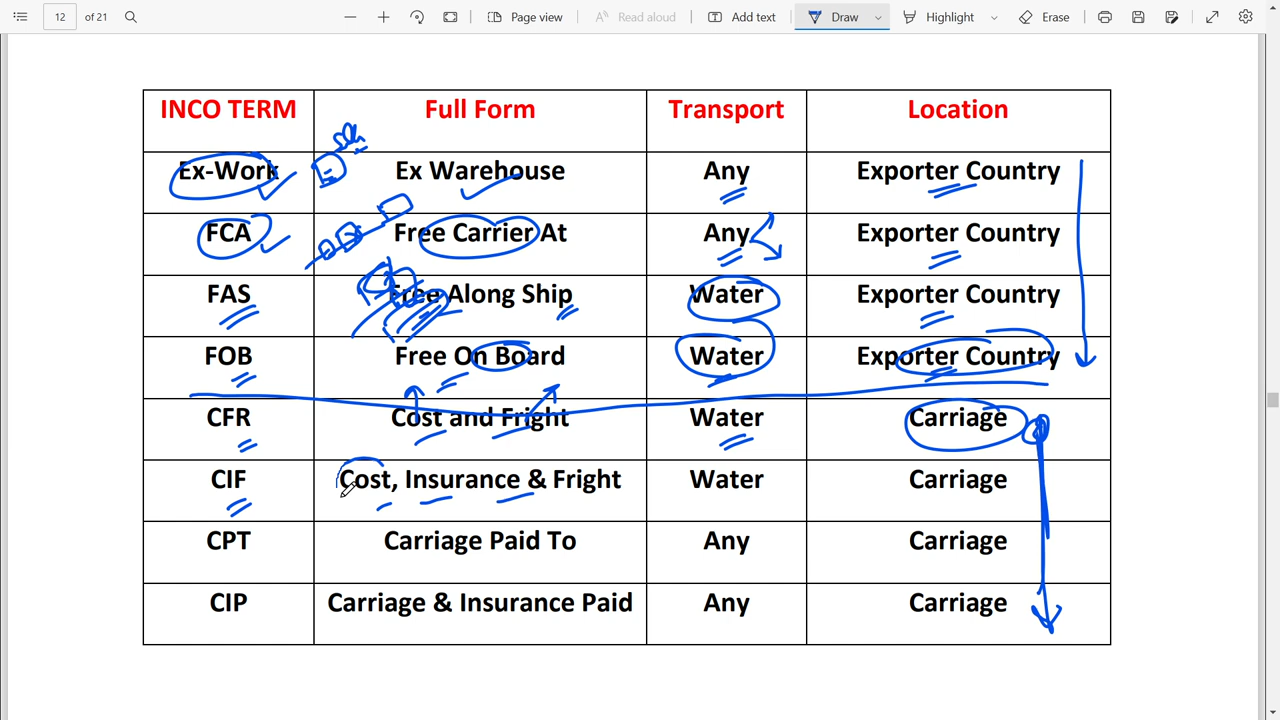 12 of 21 Page view Read aloud Add text Draw Highlight Erase
INCO TERM Full Form Transport Location
Ex-Work Ex Warehouse Any Exporter Country
FCA Free Carrier At Any Exporter Country
FAS Free Along Ship Water Exporter Country
FOB Free On Board Water Exporter Country
CFR Cost and Fright Water Carriage
CIF Cost, Insurance & Fright Water Carriage
CPT Carriage Paid To Any Carriage
CIP Carriage & Insurance Paid Any Carriage